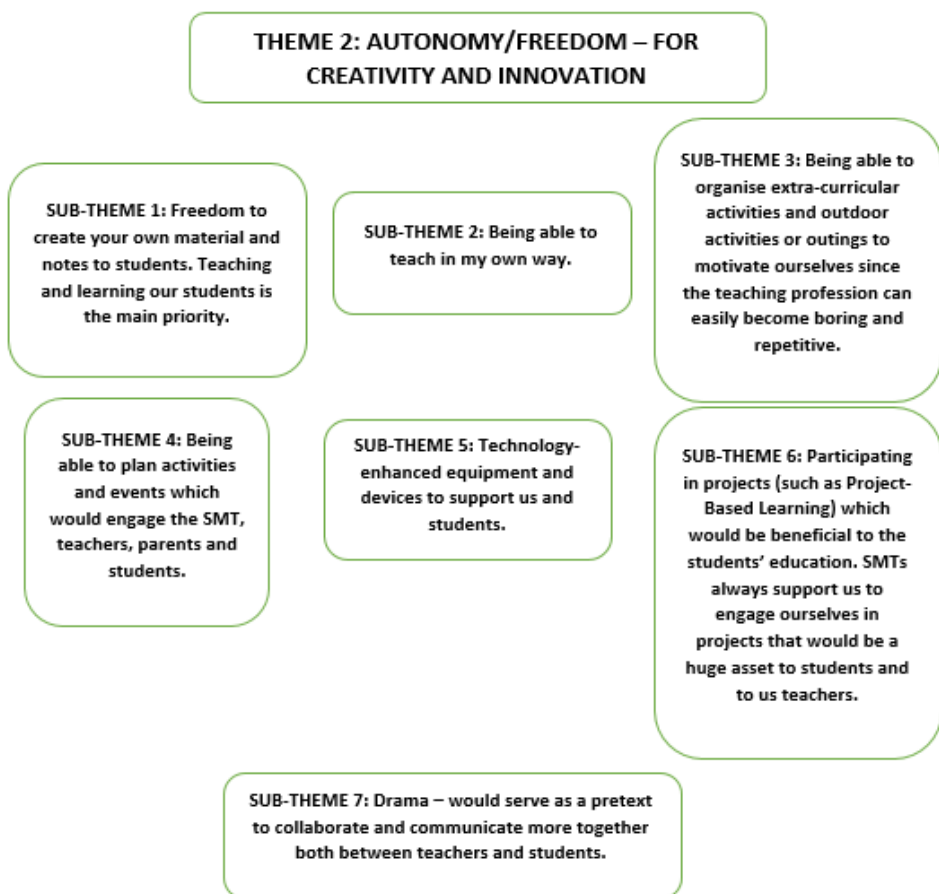 THEME 2: AUTONOMY/FREEDOM – FOR
CREATIVITY AND INNOVATION
SUB-THEME 1: Freedom to
create your own material and
notes to students. Teaching
and learning our students is
the main priority.
SUB-THEME 2: Being able to
teach in my own way.
SUB-THEME 3: Being able to
organise extra-curricular
activities and outdoor
activities or outings to
motivate ourselves since
the teaching profession can
easily become boring and
repetitive.
SUB-THEME 4: Being
able to plan activities
and events which
would engage the SMT,
teachers, parents and
students.
SUB-THEME 5: Technology-
enhanced equipment and
devices to support us and
students.
SUB-THEME 6: Participating
in projects (such as Project-
Based Learning) which
would be beneficial to the
students’ education. SMTs
always support us to
engage ourselves in
projects that would be a
huge asset to students and
to us teachers.
SUB-THEME 7: Drama – would serve as a pretext
to collaborate and communicate more together
both between teachers and students.